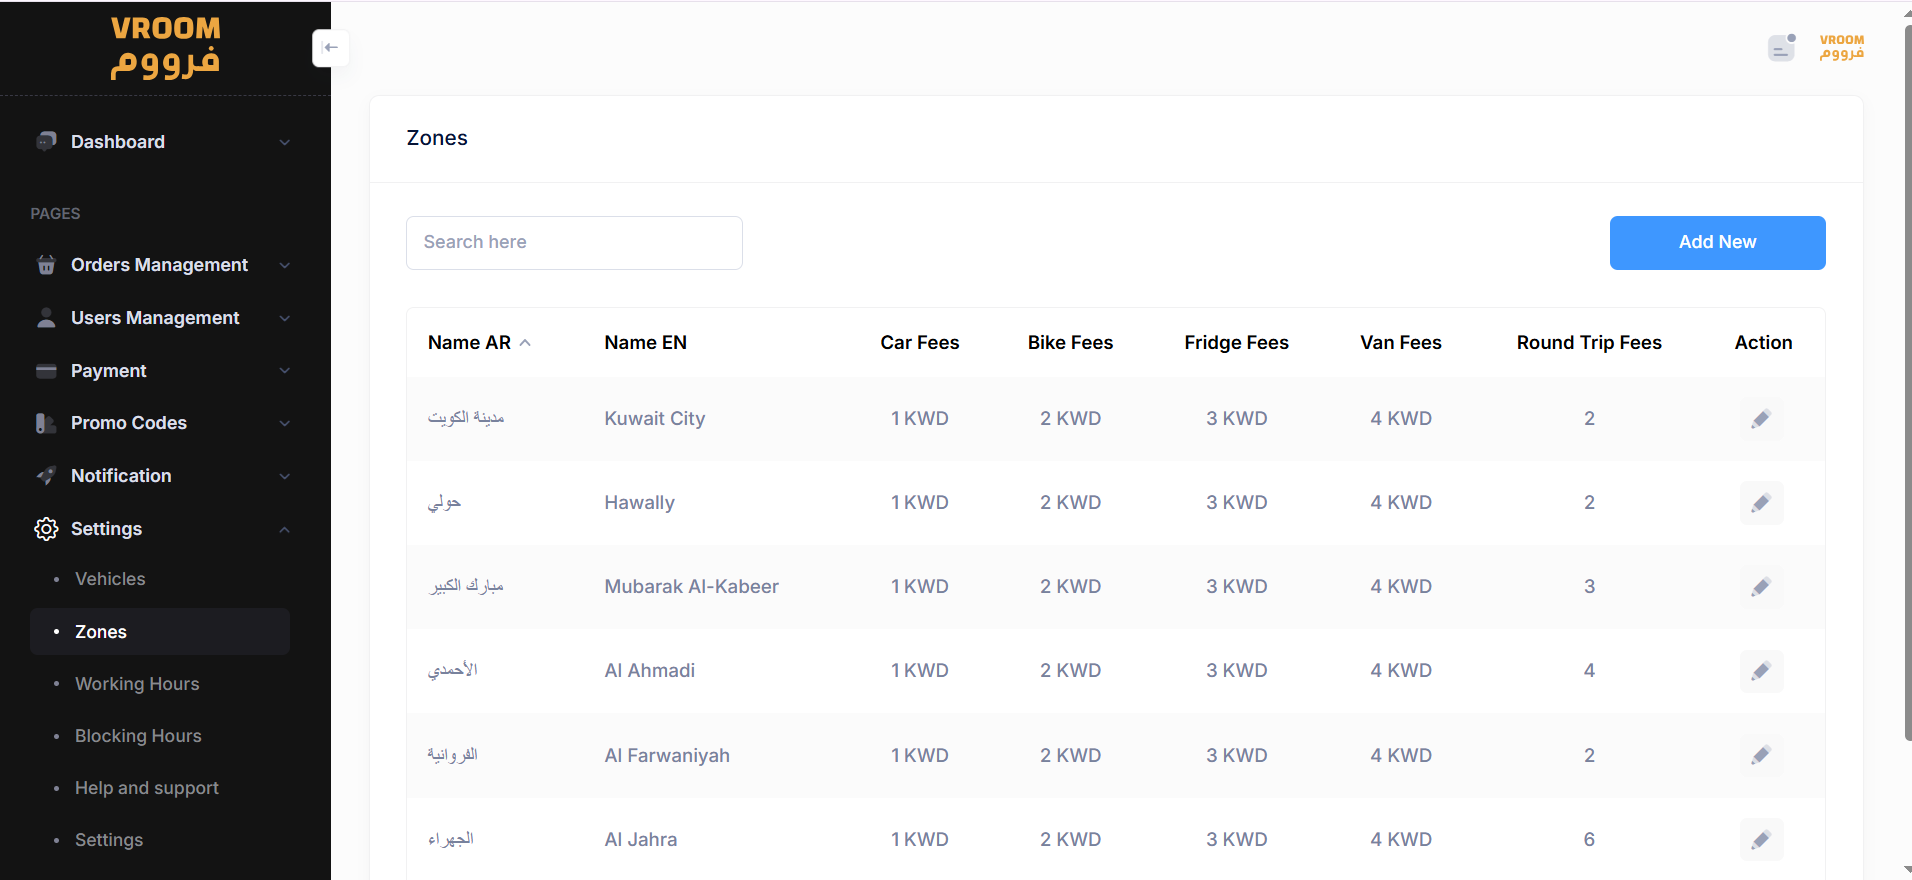 VROOM
فرووم
Dashboard
PAGES
Orders Management
Users Management
Payment
Promo Codes
Notification
Settings
Vehicles
Zones
Working Hours
Blocking Hours
Help and support
Settings
VROOM
فرووم
Zones
Search here
Add New
Name AR Name EN Car Fees Bike Fees Fridge Fees Van Fees Round Trip Fees Action
مدينة الكويت Kuwait City 1 KWD 2 KWD 3 KWD 4 KWD 2
حولي Hawally 1 KWD 2 KWD 3 KWD 4 KWD 2
مبارك الكبير Mubarak Al-Kabeer 1 KWD 2 KWD 3 KWD 4 KWD 3
الأحمدي Al Ahmadi 1 KWD 2 KWD 3 KWD 4 KWD 4
الفروانية Al Farwaniyah 1 KWD 2 KWD 3 KWD 4 KWD 2
الجهراء Al Jahra 1 KWD 2 KWD 3 KWD 4 KWD 6